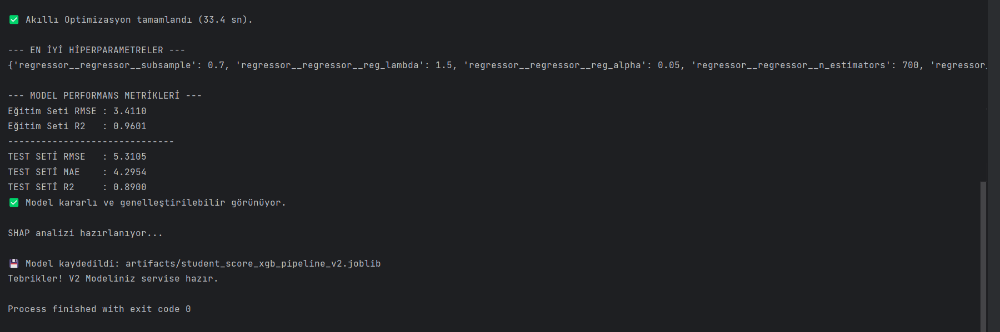 ✅ Akıllı Optimizasyon tamamlandı (33.4 sn).
--- EN İYİ HİPERPARAMETRELER ---
{'regressor__regressor__subsample': 0.7, 'regressor__regressor__reg_lambda': 1.5, 'regressor__regressor__reg_alpha': 0.05, 'regressor__regressor__n_estimators': 700, 'regressor_
--- MODEL PERFORMANS METRİKLERİ ---
Eğitim Seti RMSE : 3.4110
Eğitim Seti R2   : 0.9601
------------------------------
TEST SETİ RMSE   : 5.3105
TEST SETİ MAE    : 4.2954
TEST SETİ R2     : 0.8900
✅ Model kararlı ve genelleştirilebilir görünüyor.
SHAP analizi hazırlanıyor...
💾 Model kaydedildi: artifacts/student_score_xgb_pipeline_v2.joblib
Tebrikler! V2 Modeliniz servise hazır.
Process finished with exit code 0